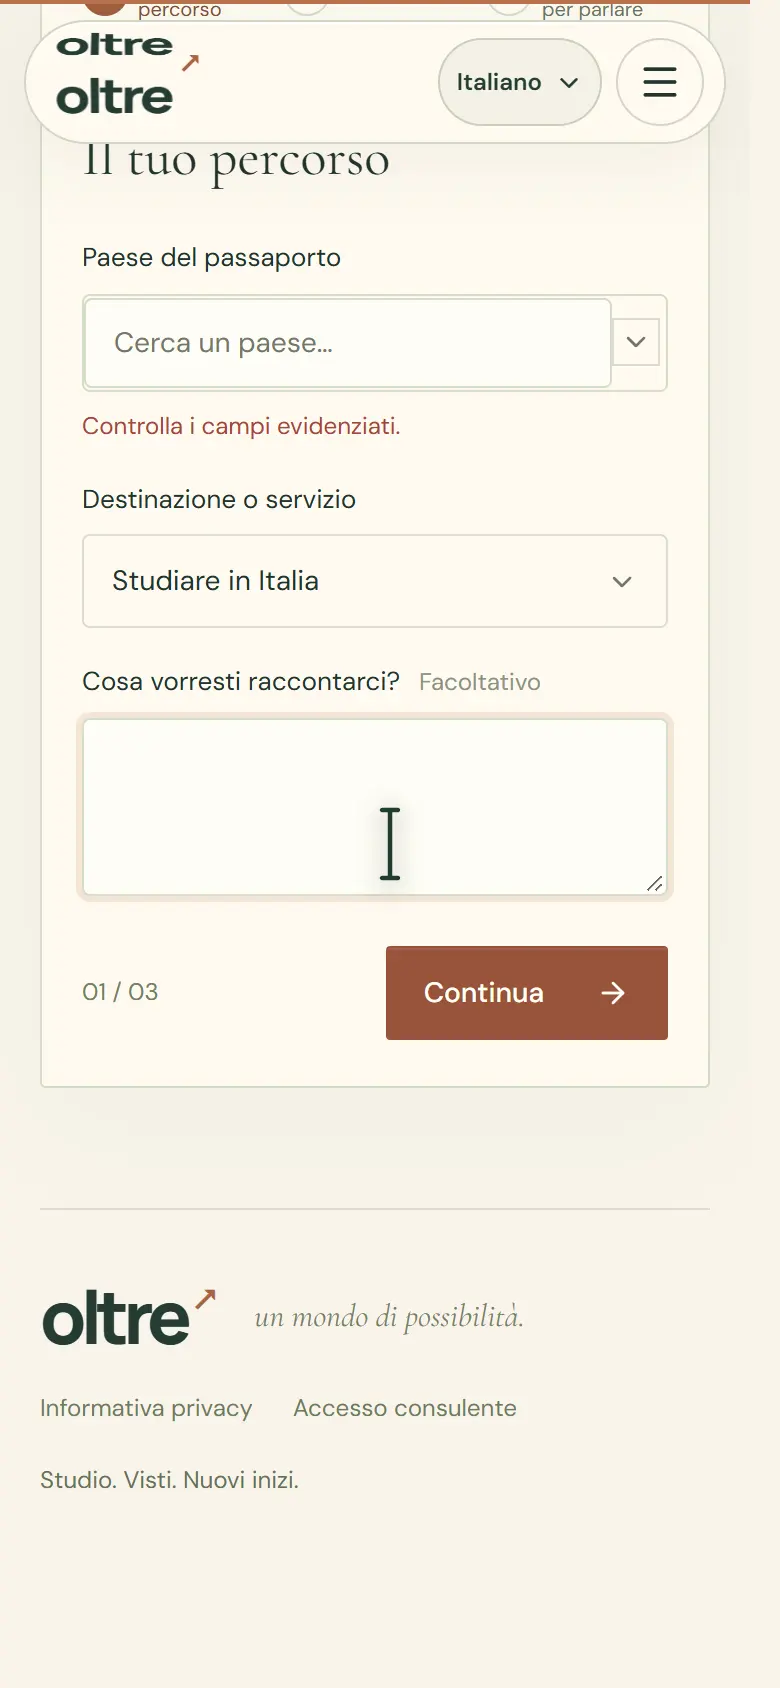 percorso
per parlare
oltre
oltre
Italiano
Il tuo percorso
Paese del passaporto
Cerca un paese...
Controlla i campi evidenziati.
Destinazione o servizio
Studiare in Italia
Cosa vorresti raccontarci? Facoltativo
01 / 03
Continua
oltre
un mondo di possibilità.
Informativa privacy
Accesso consulente
Studio. Visti. Nuovi inizi.